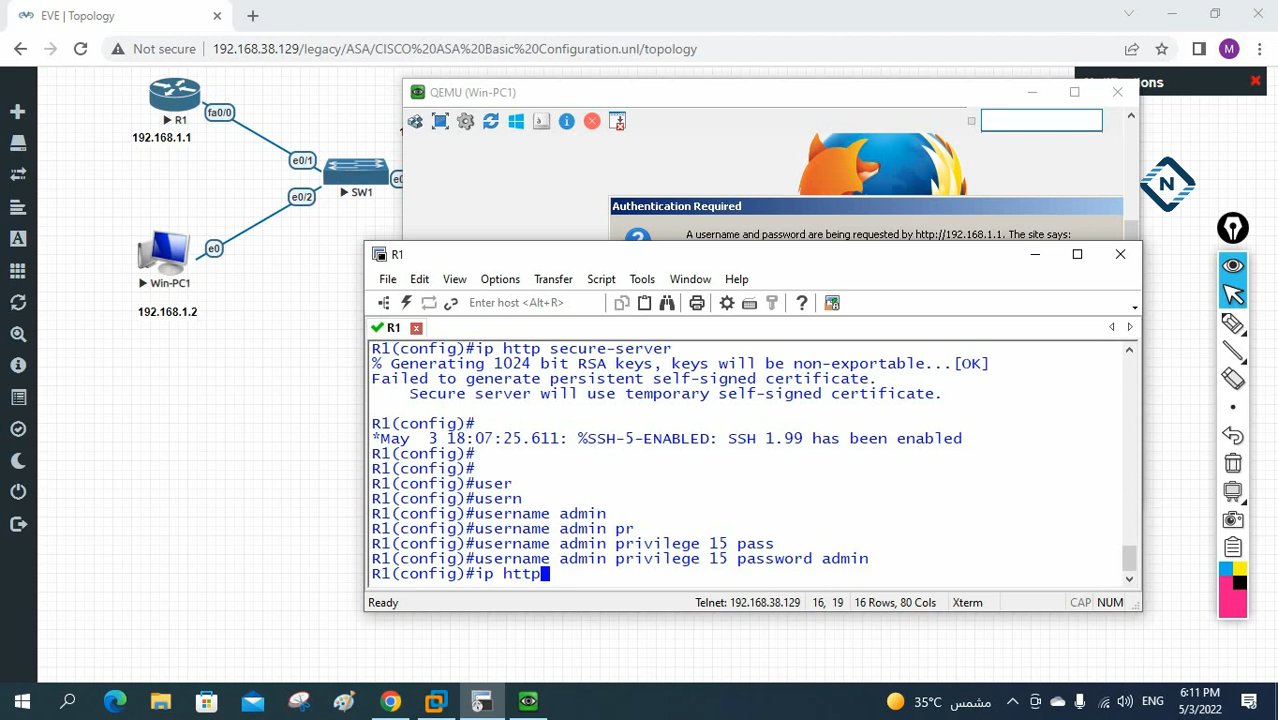 EVE | Topology
Not secure
192.168.38.129/legacy/ASA/CISCO%20ASA%20Basic%20Configuration.unl/topology
M
R1
fa0/0
192.168.1.1
e0/1
SW1
e0/2
e0
Win-PC1
192.168.1.2
QEMU (Win-PC1)
Authentication Required
A username and password are being requested by http://192.168.1.1. The site says:
N
R1
File Edit View Options Transfer Script Tools Window Help
Enter host <Alt+R>
R1
R1(config)#ip http secure-server
% Generating 1024 bit RSA keys, keys will be non-exportable...[OK]
Failed to generate persistent self-signed certificate.
Secure server will use temporary self-signed certificate.
R1(config)#
*May  3 18:07:25.611: %SSH-5-ENABLED: SSH 1.99 has been enabled
R1(config)#
R1(config)#
R1(config)#user
R1(config)#usern
R1(config)#username admin
R1(config)#username admin pr
R1(config)#username admin privilege 15 pass
R1(config)#username admin privilege 15 password admin
R1(config)#ip http
Ready
Telnet: 192.168.38.129
16, 19
16 Rows, 80 Cols
Xterm
CAP NUM
35°C مشمس
ENG
6:11 PM
5/3/2022